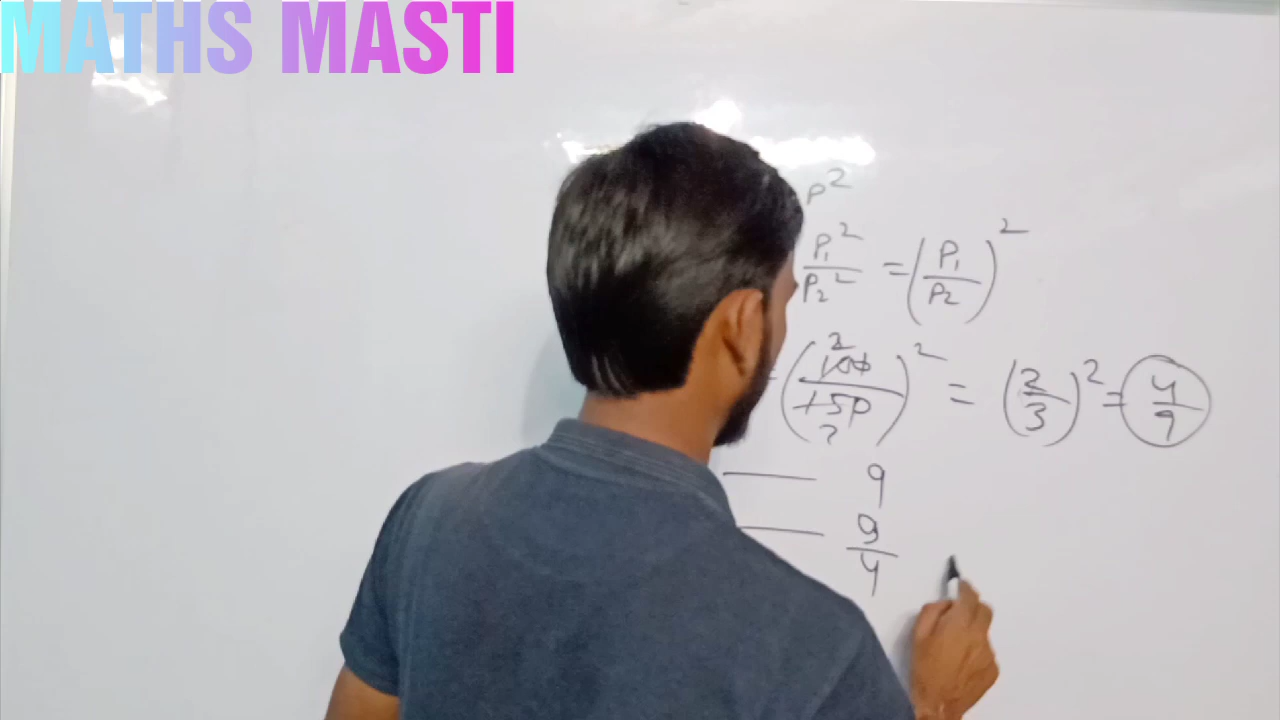 MATHS MASTI
p²
P₁²/P₂² = (P₁/P₂)²
(100/150)² = (2/3)² = 4/9
9
9/4